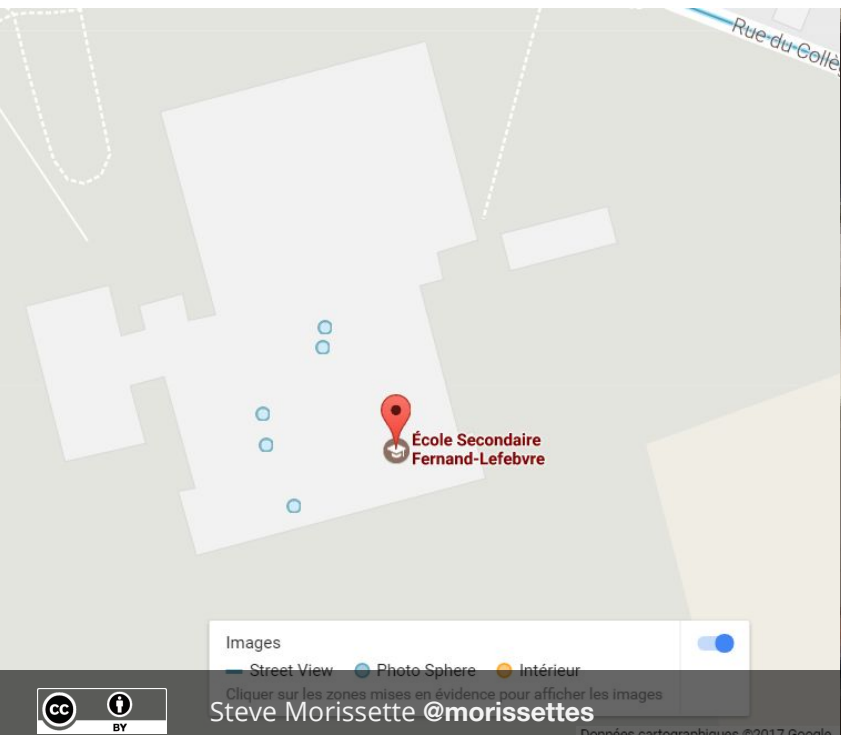 Rue du Collè
École Secondaire
Fernand-Lefebvre
Images
Street View Photo Sphere Intérieur
Cliquer sur les zones mises en évidence pour afficher les images
cc BY
Steve Morissette @morissettes
Données cartographiques ©2017 Google